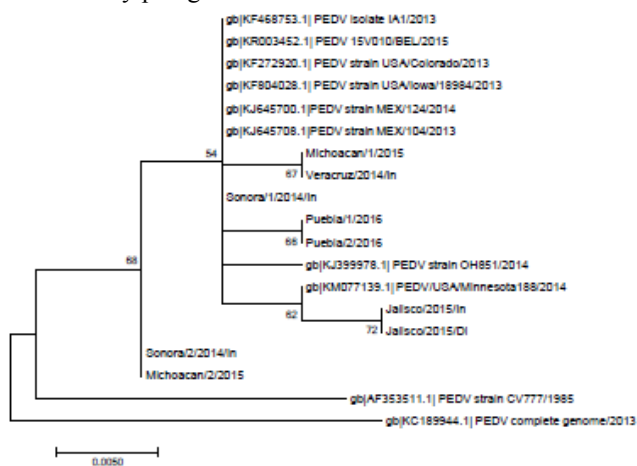 gb|KF468753.1| PEDV isolate IA1/2013
gb|KR003452.1| PEDV 15V010/BEL/2015
gb|KF272920.1| PEDV strain USA/Colorado/2013
gb|KF804028.1| PEDV strain USA/Iowa/18984/2013
gb|KJ645700.1|PEDV strain MEX/124/2014
gb|KJ645708.1|PEDV strain MEX/104/2013
54
Michoacan/1/2015
67
Veracruz/2014/In
Sonora/1/2014/In
Puebla/1/2016
66
Puebla/2/2016
68
gb|KJ399978.1| PEDV strain OH851/2014
gb|KM077139.1| PEDV/USA/Minnesota188/2014
62
Jalisco/2015/In
72
Jalisco/2015/DI
Sonora/2/2014/In
Michoacan/2/2015
gb|AF353511.1| PEDV strain CV777/1985
gb|KC189944.1| PEDV complete genome/2013
0.0050